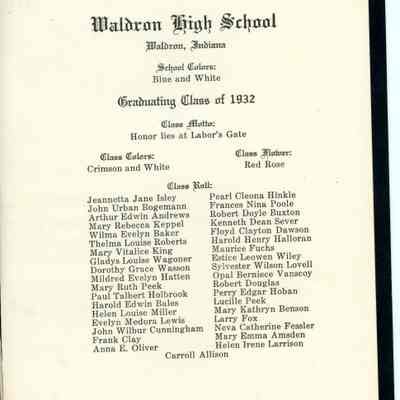 Waldron High School
Waldron, Indiana
School Colors:
Blue and White
Graduating Class of 1932
Class Motto:
Honor lies at Labor's Gate
Class Colors:
Crimson and White
Class Flower:
Red Rose
Class Roll:
Jeannetta Jane Isley
John Urban Bogemann
Arthur Edwin Andrews
Mary Rebecca Keppel
Wilma Evelyn Baker
Thelma Louise Roberts
Mary Vitalice King
Gladys Louise Wagoner
Dorothy Grace Wasson
Mildred Evelyn Hatten
Mary Ruth Peek
Paul Talbert Holbrook
Harold Edwin Bales
Helen Louise Miller
Evelyn Medora Lewis
John Wilbur Cunningham
Frank Clay
Anna E. Oliver
Pearl Cleona Hinkle
Frances Nina Poole
Robert Doyle Buxton
Kenneth Dean Sever
Floyd Clayton Dawson
Harold Henry Halloran
Maurice Fuchs
Estice Leowen Wiley
Sylvester Wilson Lovell
Opal Berniece Vanscoy
Robert Douglas
Perry Edgar Hoban
Lucille Peek
Mary Kathryn Benson
Larry Fox
Neva Catherine Fessler
Mary Emma Amsden
Helen Irene Larrison
Carroll Allison